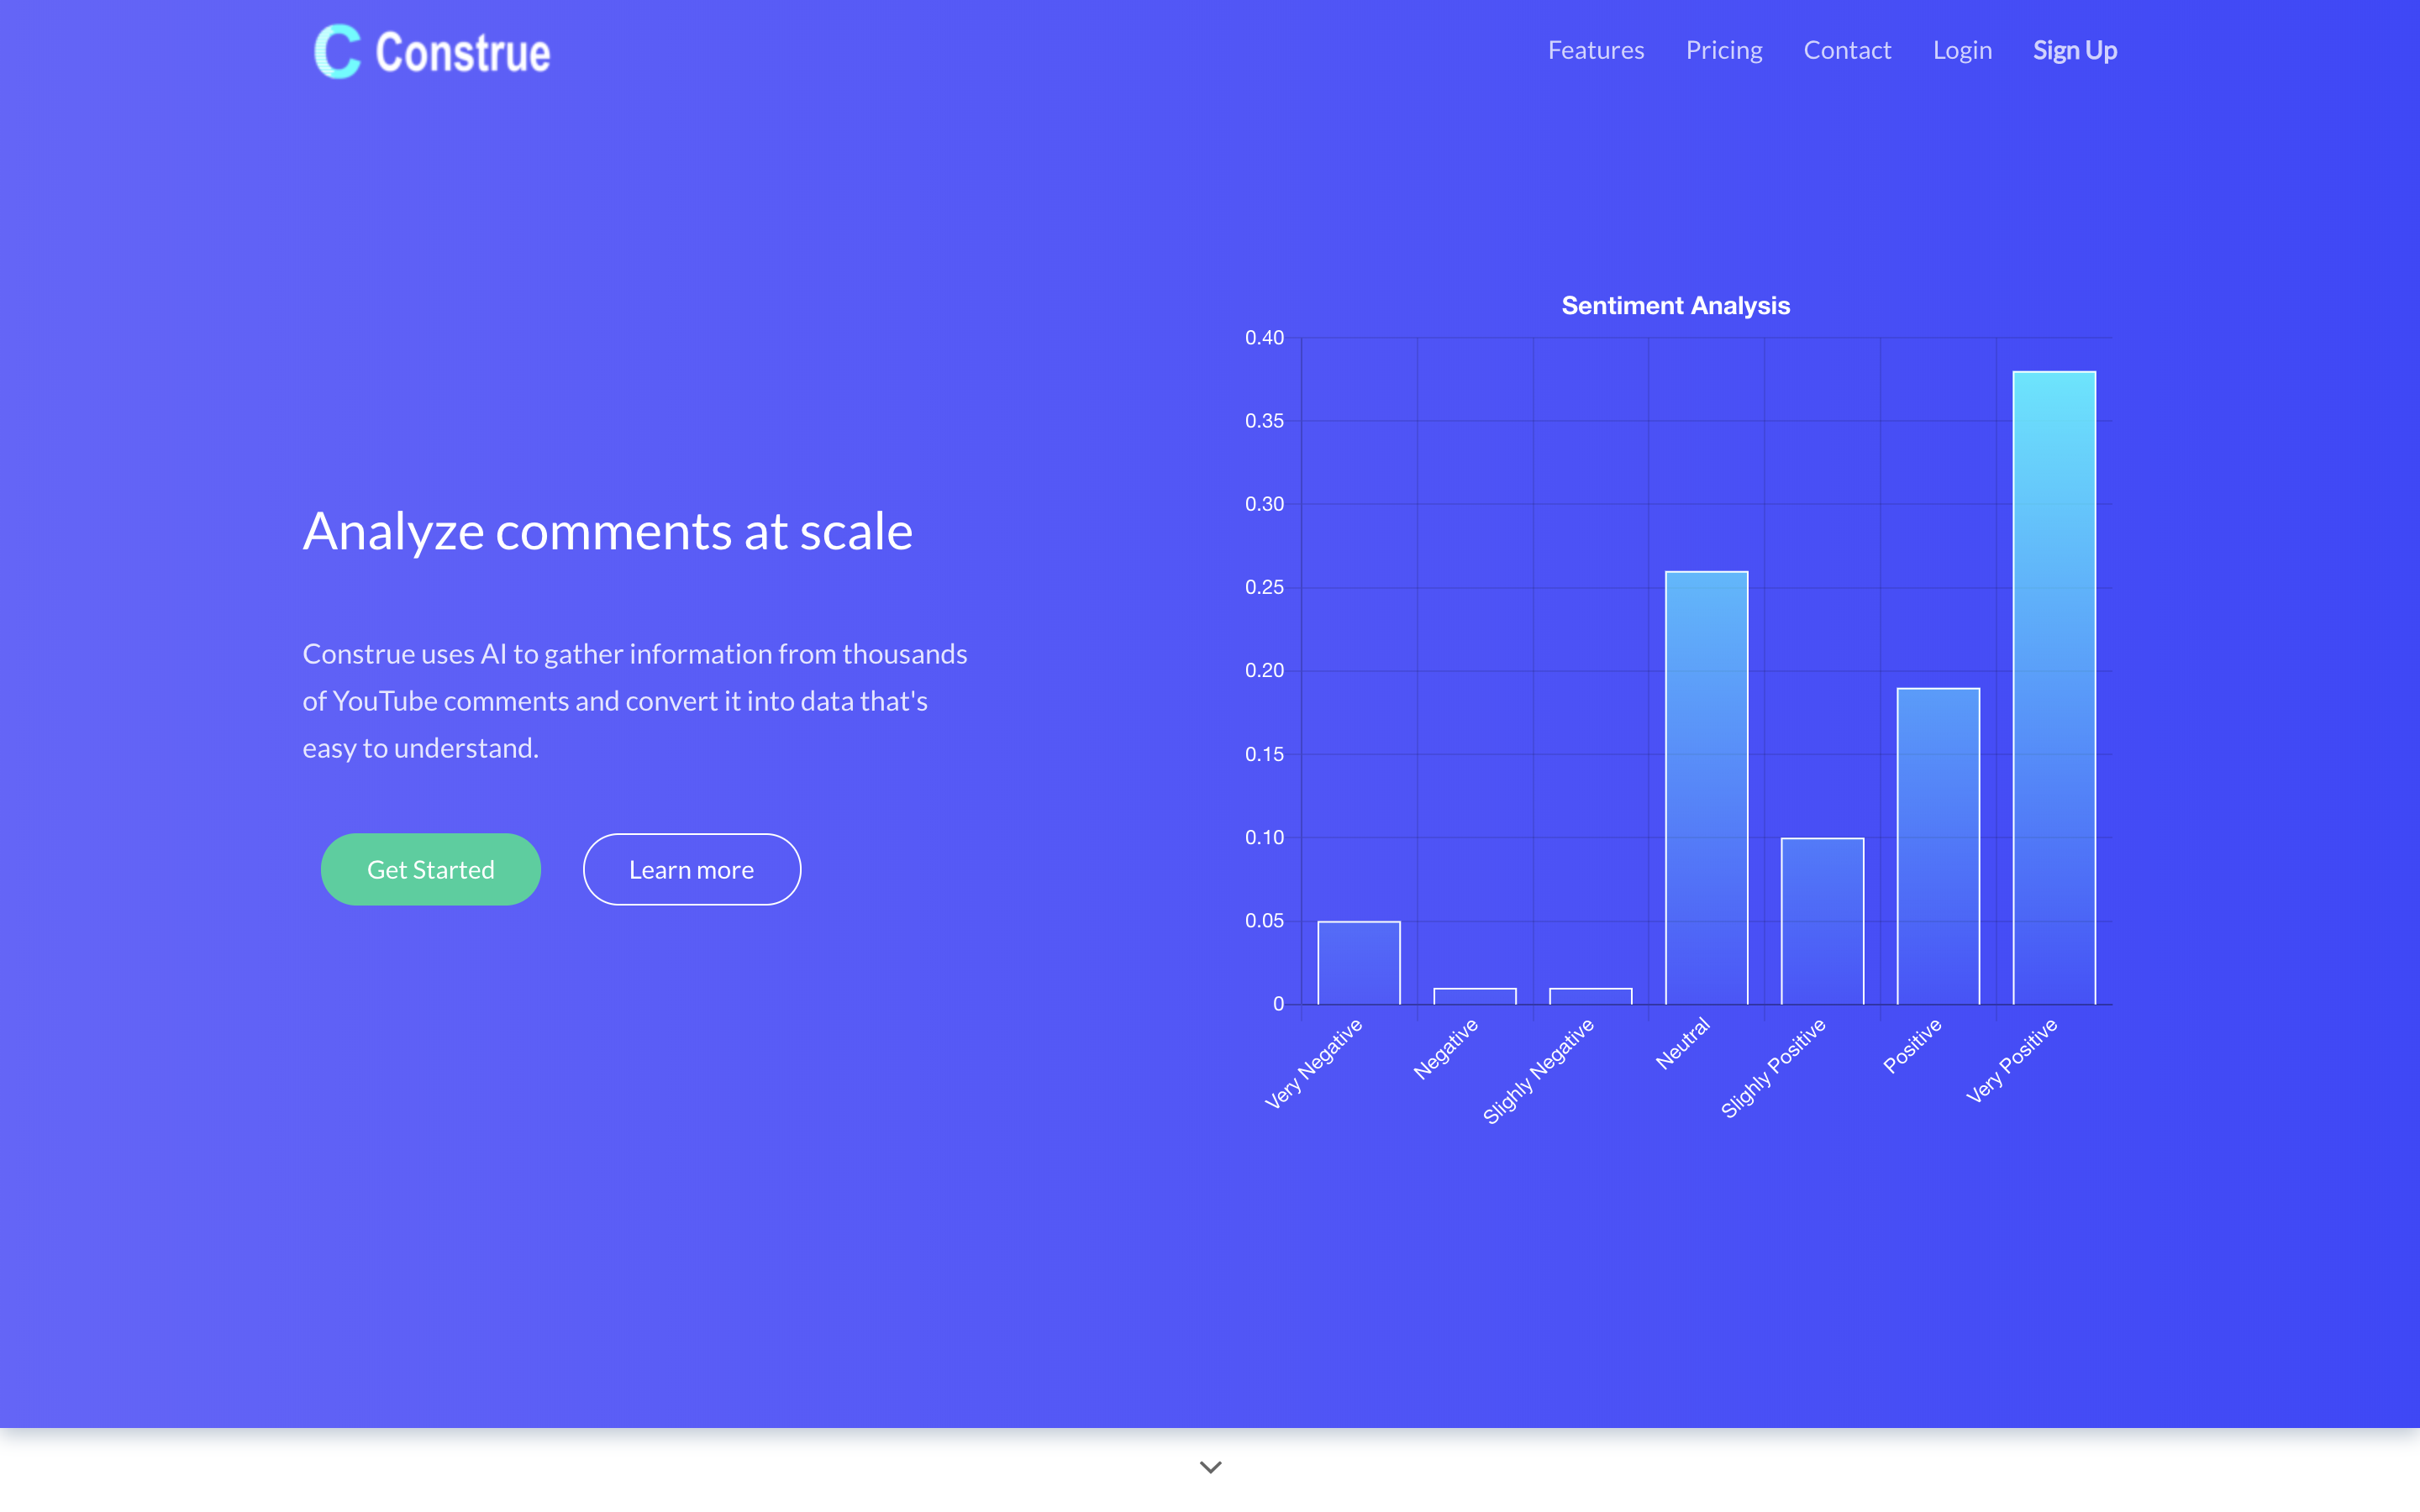 Construe
Features Pricing Contact Login Sign Up
Analyze comments at scale
Construe uses AI to gather information from thousands
of YouTube comments and convert it into data that's
easy to understand.
Get Started
Learn more
Sentiment Analysis
0.40
0.35
0.30
0.25
0.20
0.15
0.10
0.05
0
Very Negative
Negative
Slighly Negative
Neutral
Slighly Positive
Positive
Very Positive